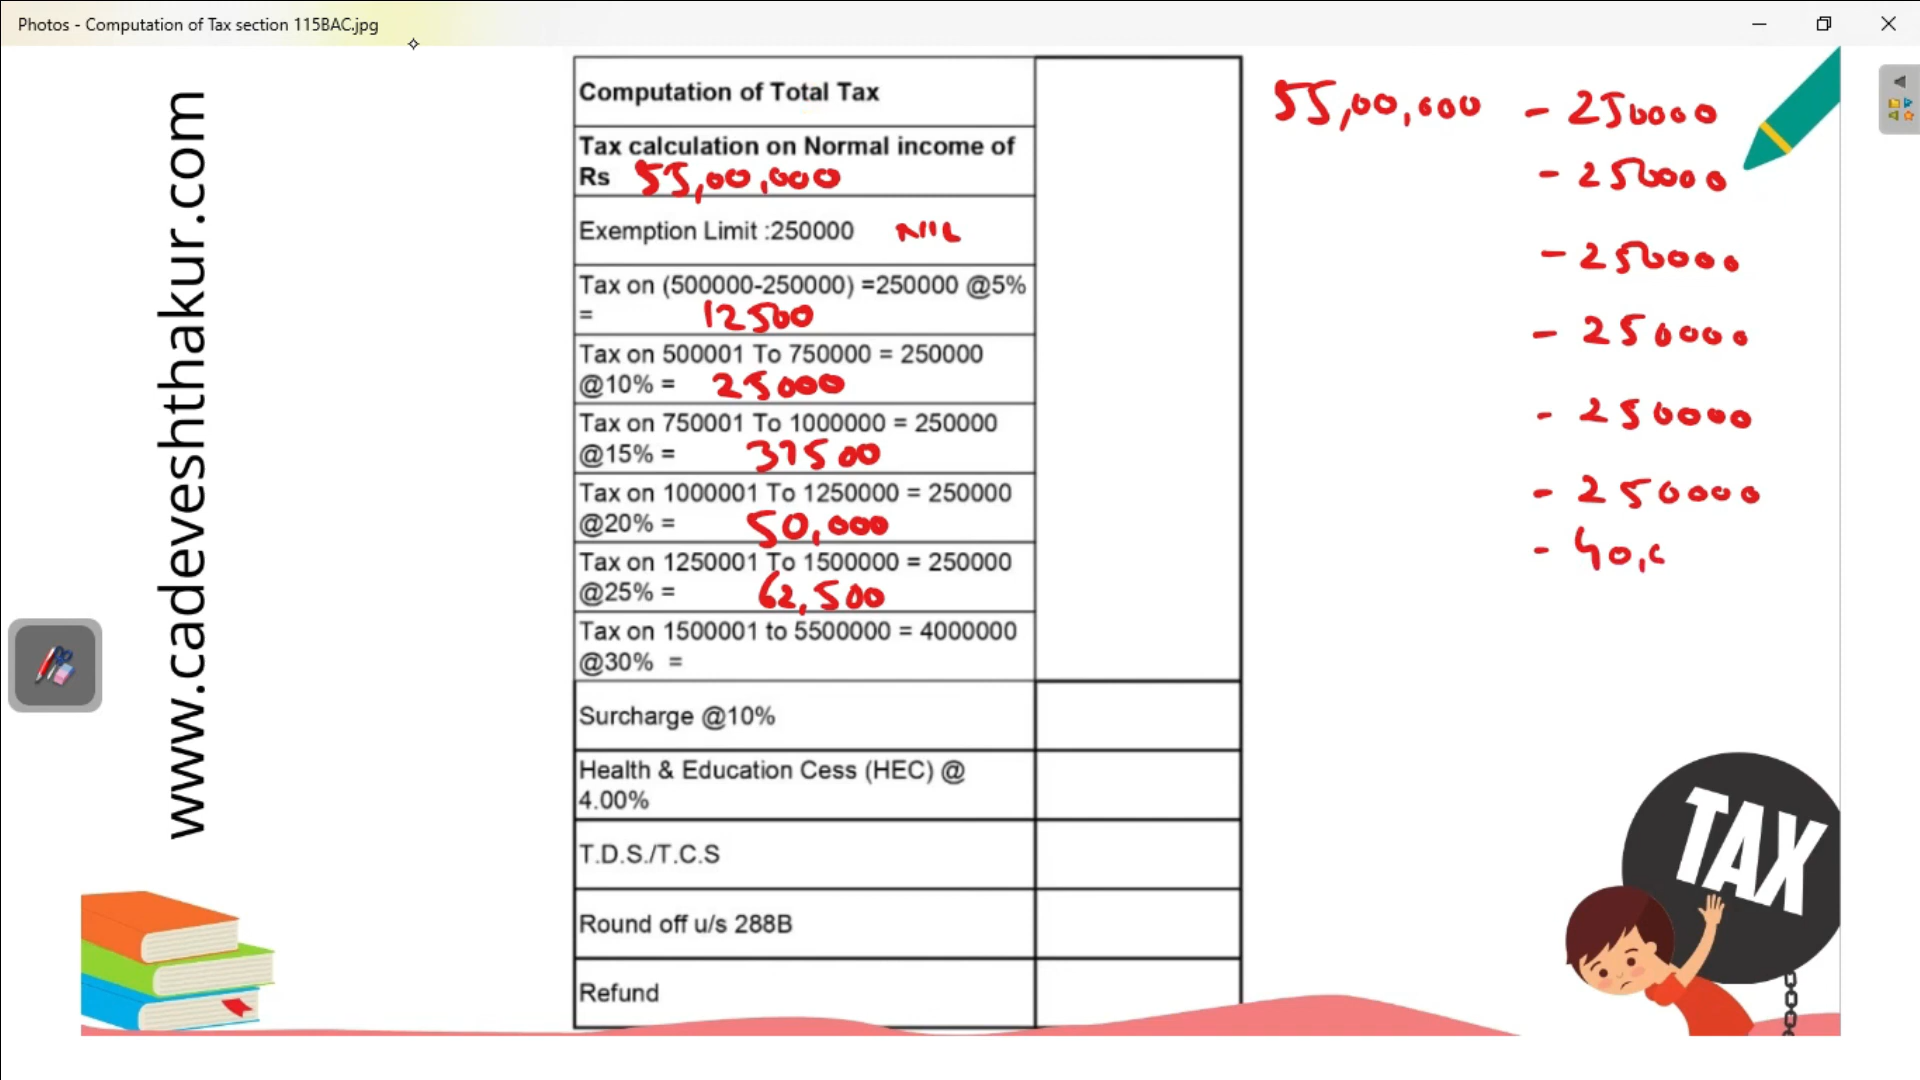 Photos - Computation of Tax section 115BAC.jpg
www.cadeveshthakur.com
Computation of Total Tax
Tax calculation on Normal income of
Rs 55,00,000
Exemption Limit :250000 NIL
Tax on (500000-250000) =250000 @5%
= 12500
Tax on 500001 To 750000 = 250000
@10% = 25000
Tax on 750001 To 1000000 = 250000
@15% = 37500
Tax on 1000001 To 1250000 = 250000
@20% = 50,000
Tax on 1250001 To 1500000 = 250000
@25% = 62,500
Tax on 1500001 to 5500000 = 4000000
@30% =
Surcharge @10%
Health & Education Cess (HEC) @
4.00%
T.D.S./T.C.S
Round off u/s 288B
Refund
55,00,000 - 250000
- 250000
- 250000
- 250000
- 250000
- 250000
- 40,0
TAX